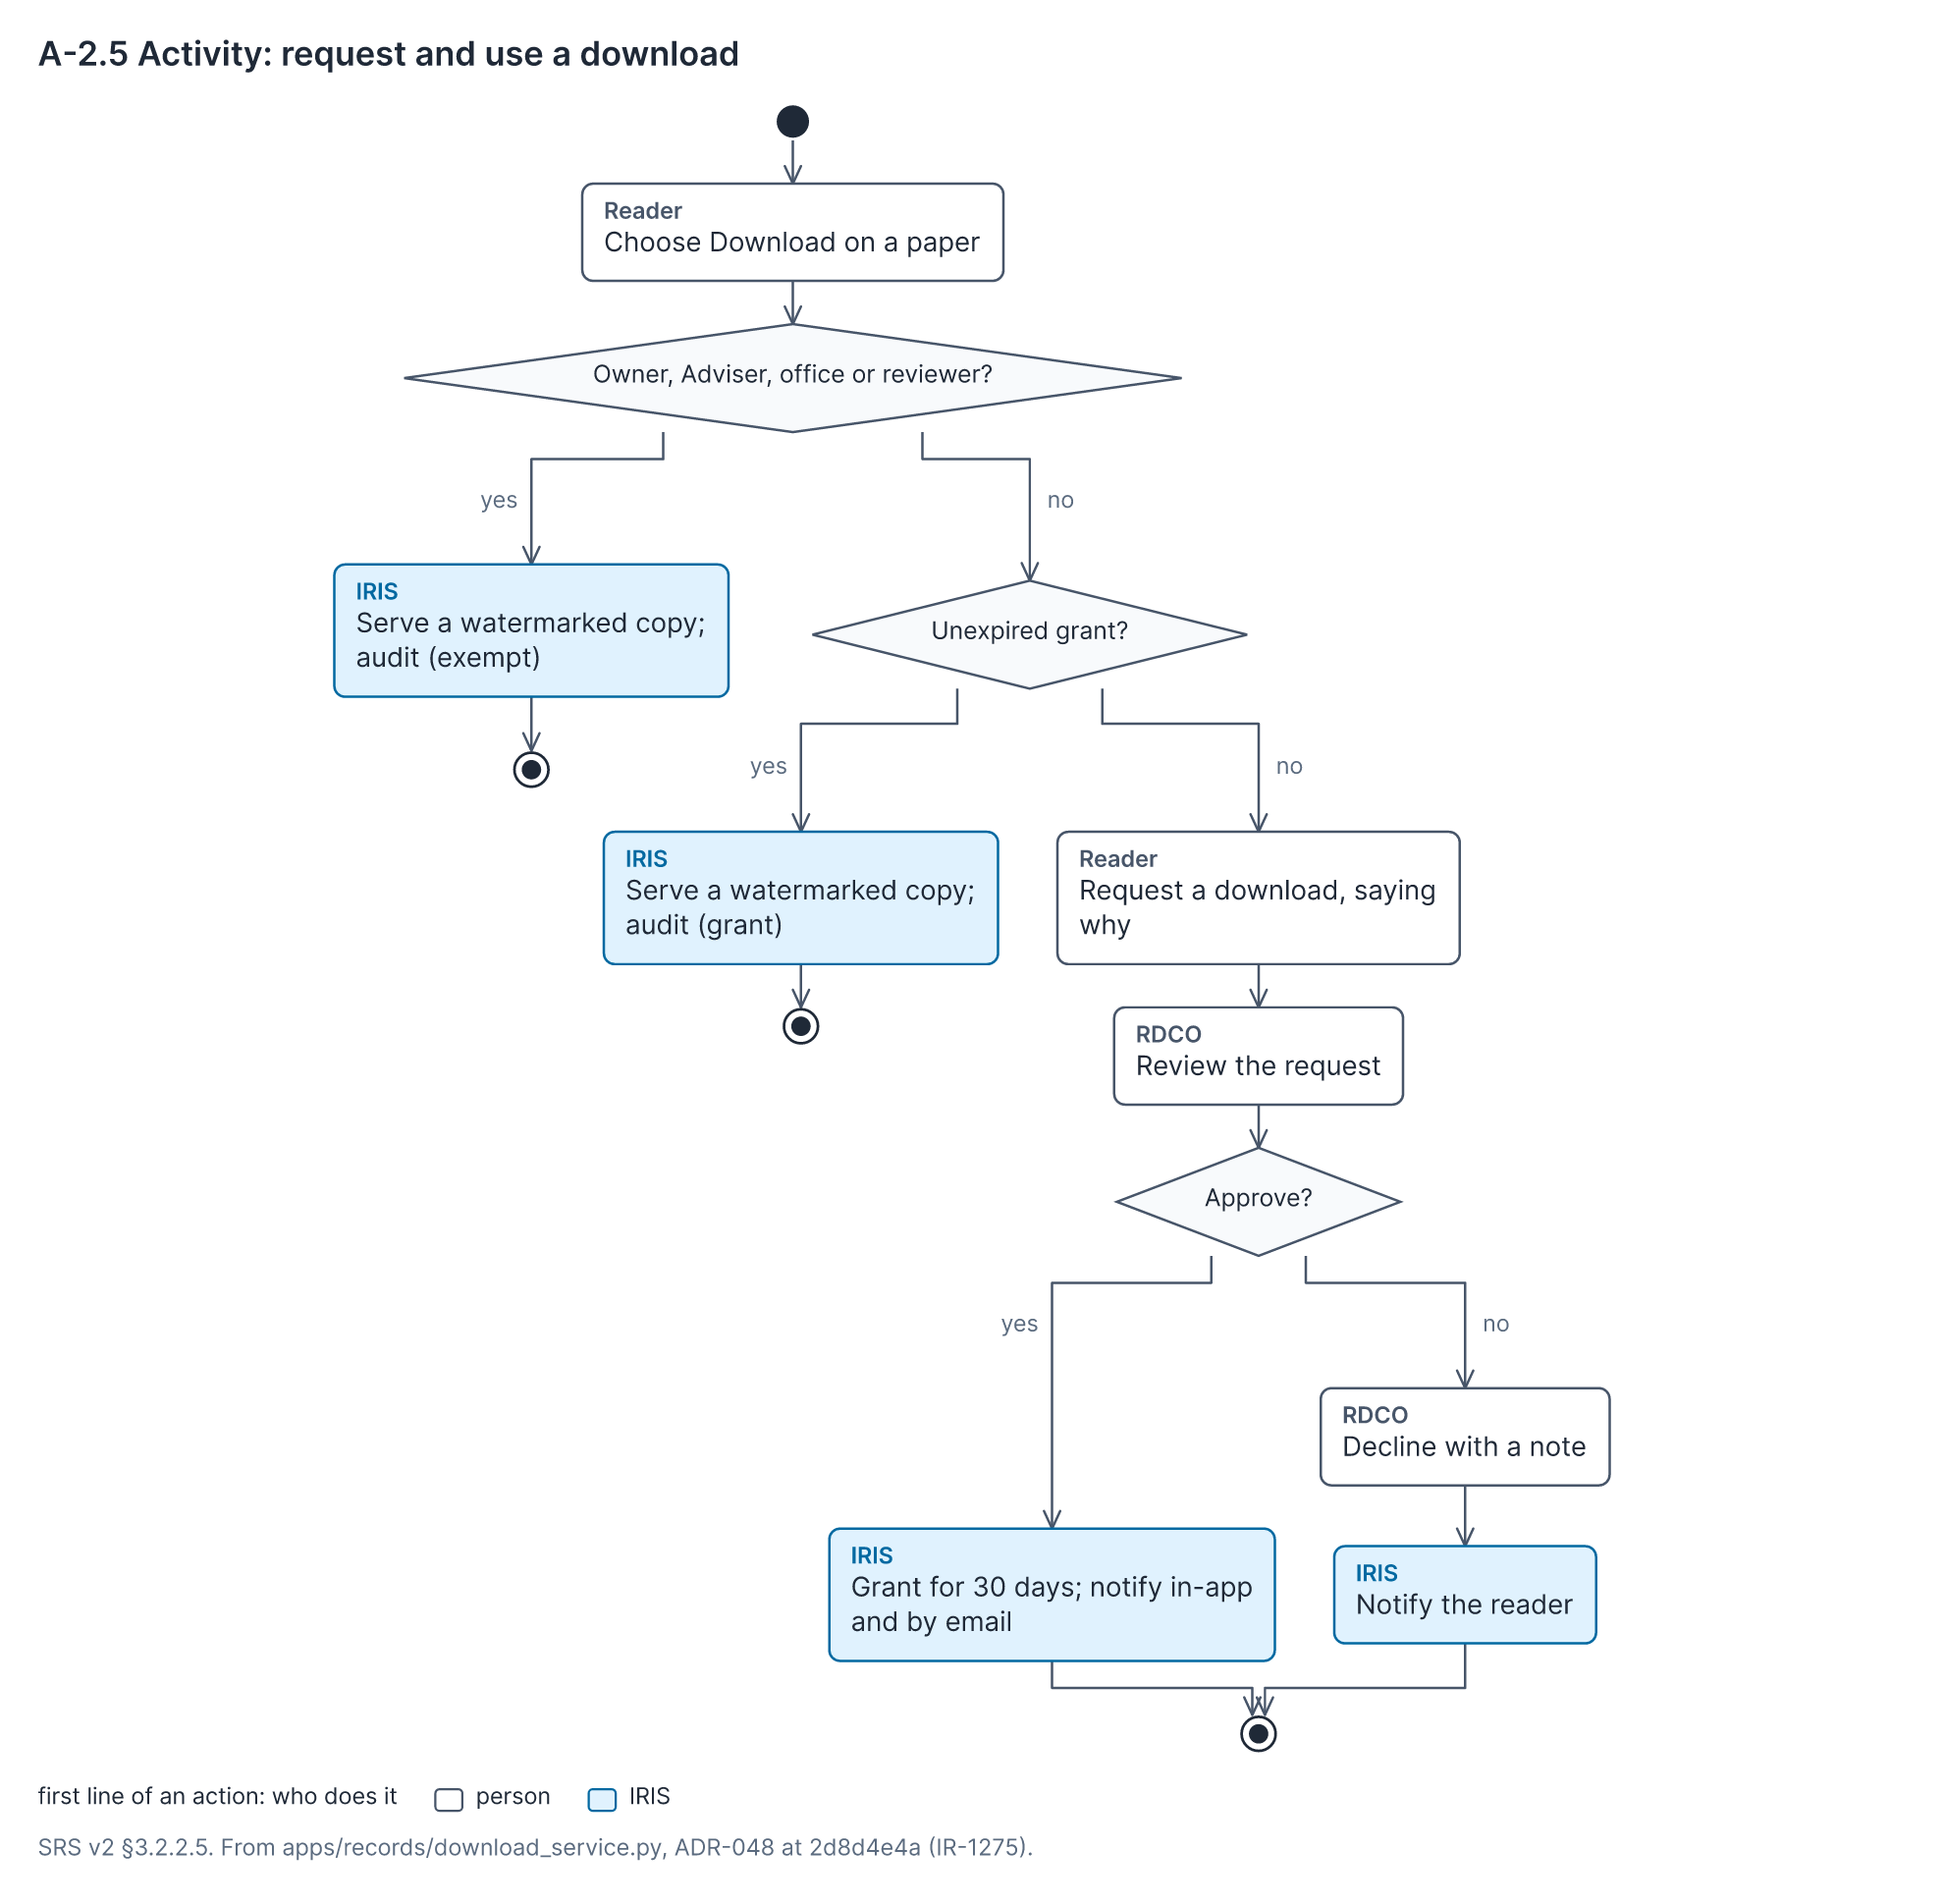 A-2.5 Activity: request and use a download
Reader
Choose Download on a paper
Owner, Adviser, office or reviewer?
yes
no
IRIS
Serve a watermarked copy;
audit (exempt)
Unexpired grant?
yes
no
IRIS
Serve a watermarked copy;
audit (grant)
Reader
Request a download, saying
why
RDCO
Review the request
Approve?
yes
no
RDCO
Decline with a note
IRIS
Grant for 30 days; notify in-app
and by email
IRIS
Notify the reader
first line of an action: who does it person IRIS
SRS v2 §3.2.2.5. From apps/records/download_service.py, ADR-048 at 2d8d4e4a (IR-1275).